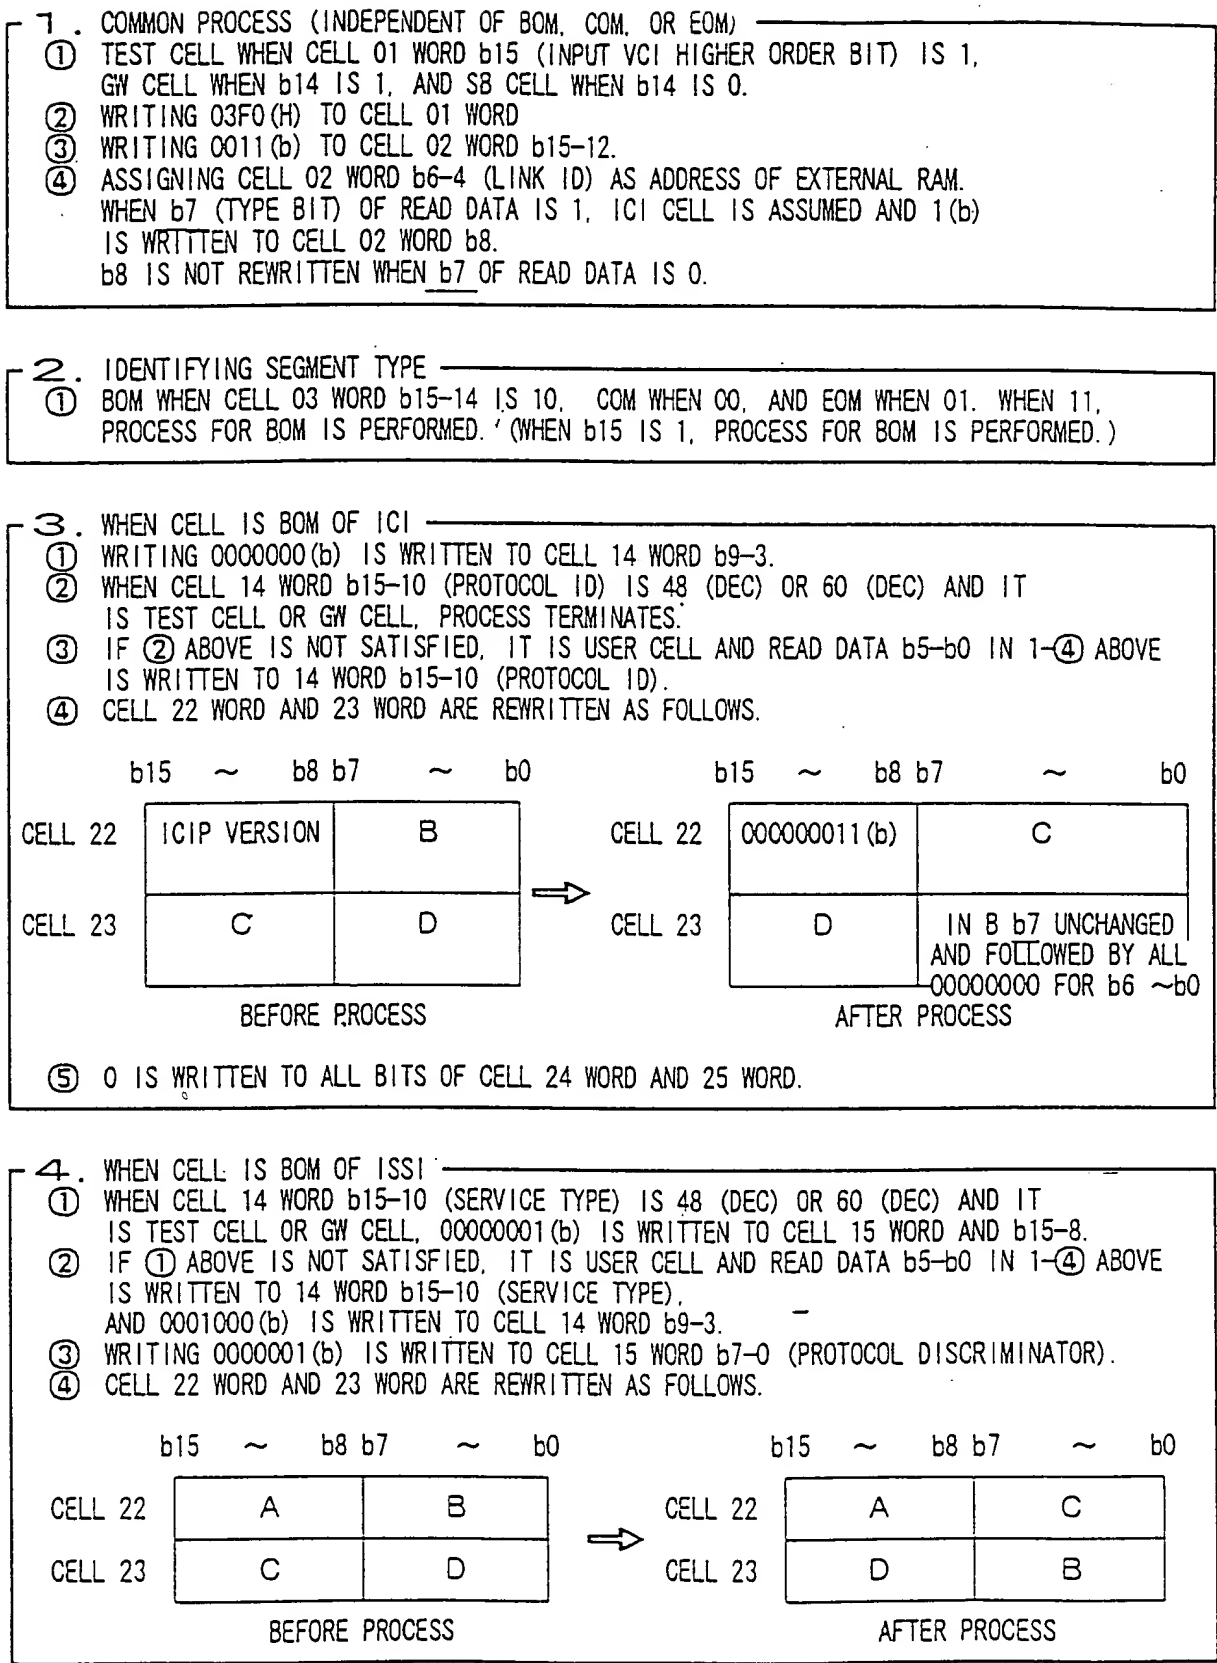 1. COMMON PROCESS (INDEPENDENT OF BOM, COM, OR EOM)
① TEST CELL WHEN CELL 01 WORD b15 (INPUT VCI HIGHER ORDER BIT) IS 1,
GW CELL WHEN b14 IS 1, AND S8 CELL WHEN b14 IS 0.
② WRITING 03F0(H) TO CELL 01 WORD
③ WRITING 0011(b) TO CELL 02 WORD b15-12.
④ ASSIGNING CELL 02 WORD b6-4 (LINK ID) AS ADDRESS OF EXTERNAL RAM.
WHEN b7 (TYPE BIT) OF READ DATA IS 1, ICI CELL IS ASSUMED AND 1(b)
IS WRTITEN TO CELL 02 WORD b8.
b8 IS NOT REWRITTEN WHEN b7 OF READ DATA IS 0.
2. IDENTIFYING SEGMENT TYPE
① BOM WHEN CELL 03 WORD b15-14 IS 10, COM WHEN 00, AND EOM WHEN 01. WHEN 11,
PROCESS FOR BOM IS PERFORMED. (WHEN b15 IS 1, PROCESS FOR BOM IS PERFORMED.)
3. WHEN CELL IS BOM OF ICI
① WRITING 0000000(b) IS WRITTEN TO CELL 14 WORD b9-3.
② WHEN CELL 14 WORD b15-10 (PROTOCOL ID) IS 48 (DEC) OR 60 (DEC) AND IT
IS TEST CELL OR GW CELL, PROCESS TERMINATES.
③ IF ② ABOVE IS NOT SATISFIED, IT IS USER CELL AND READ DATA b5-b0 IN 1-④ ABOVE
IS WRITTEN TO 14 WORD b15-10 (PROTOCOL ID).
④ CELL 22 WORD AND 23 WORD ARE REWRITTEN AS FOLLOWS.
b15 ~ b8 b7 ~ b0 b15 ~ b8 b7 ~ b0
CELL 22 ICIP VERSION B CELL 22 000000011(b) C
CELL 23 C D CELL 23 D IN B b7 UNCHANGED
AND FOLLOWED BY ALL
00000000 FOR b6 ~b0
BEFORE PROCESS AFTER PROCESS
⑤ 0 IS WRITTEN TO ALL BITS OF CELL 24 WORD AND 25 WORD.
4. WHEN CELL IS BOM OF ISSI
① WHEN CELL 14 WORD b15-10 (SERVICE TYPE) IS 48 (DEC) OR 60 (DEC) AND IT
IS TEST CELL OR GW CELL, 00000001(b) IS WRITTEN TO CELL 15 WORD AND b15-8.
② IF ① ABOVE IS NOT SATISFIED, IT IS USER CELL AND READ DATA b5-b0 IN 1-④ ABOVE
IS WRITTEN TO 14 WORD b15-10 (SERVICE TYPE),
AND 0001000(b) IS WRITTEN TO CELL 14 WORD b9-3.
③ WRITING 0000001(b) IS WRITTEN TO CELL 15 WORD b7-0 (PROTOCOL DISCRIMINATOR).
④ CELL 22 WORD AND 23 WORD ARE REWRITTEN AS FOLLOWS.
b15 ~ b8 b7 ~ b0 b15 ~ b8 b7 ~ b0
CELL 22 A B CELL 22 A C
CELL 23 C D CELL 23 D B
BEFORE PROCESS AFTER PROCESS